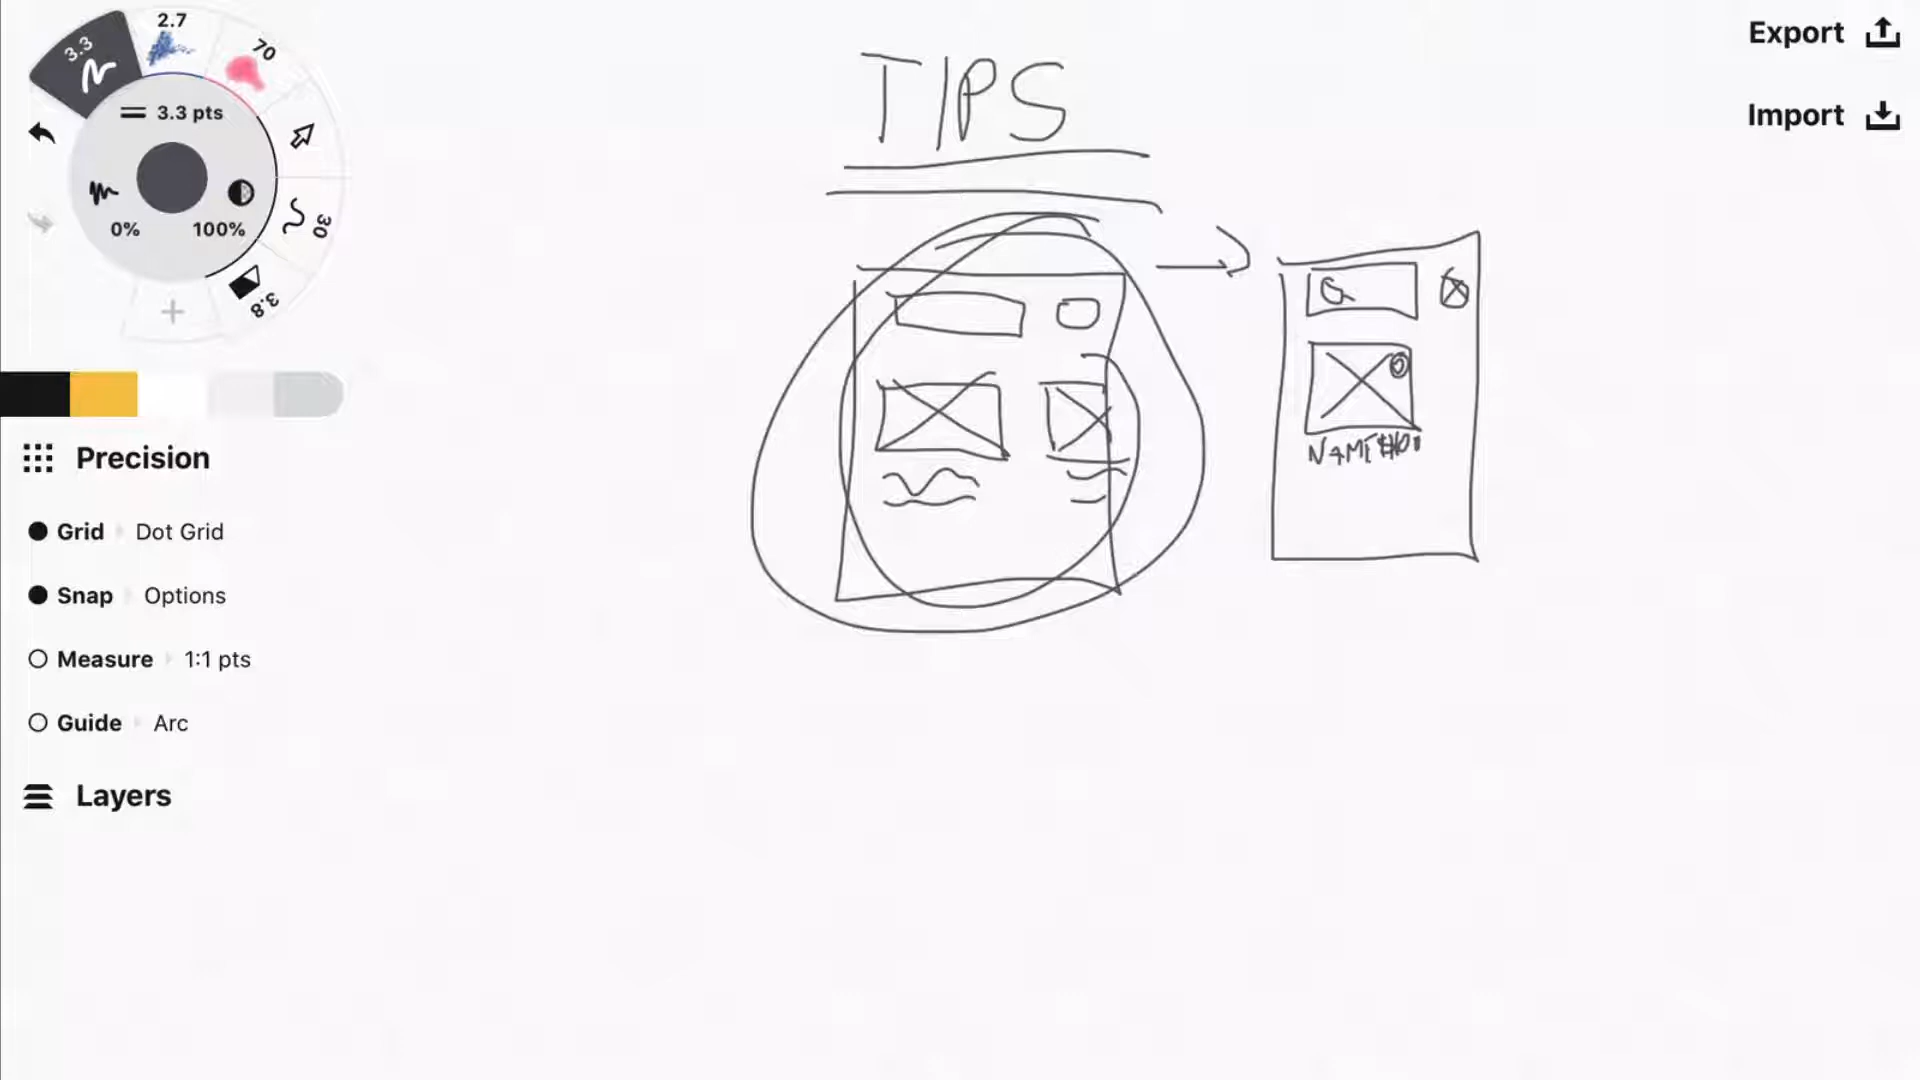 2.7
3.3
70
3.3 pts
0%
100%
30
3.8
Precision
Grid Dot Grid
Snap Options
Measure 1:1 pts
Guide Arc
Layers
TIPS
Export
Import